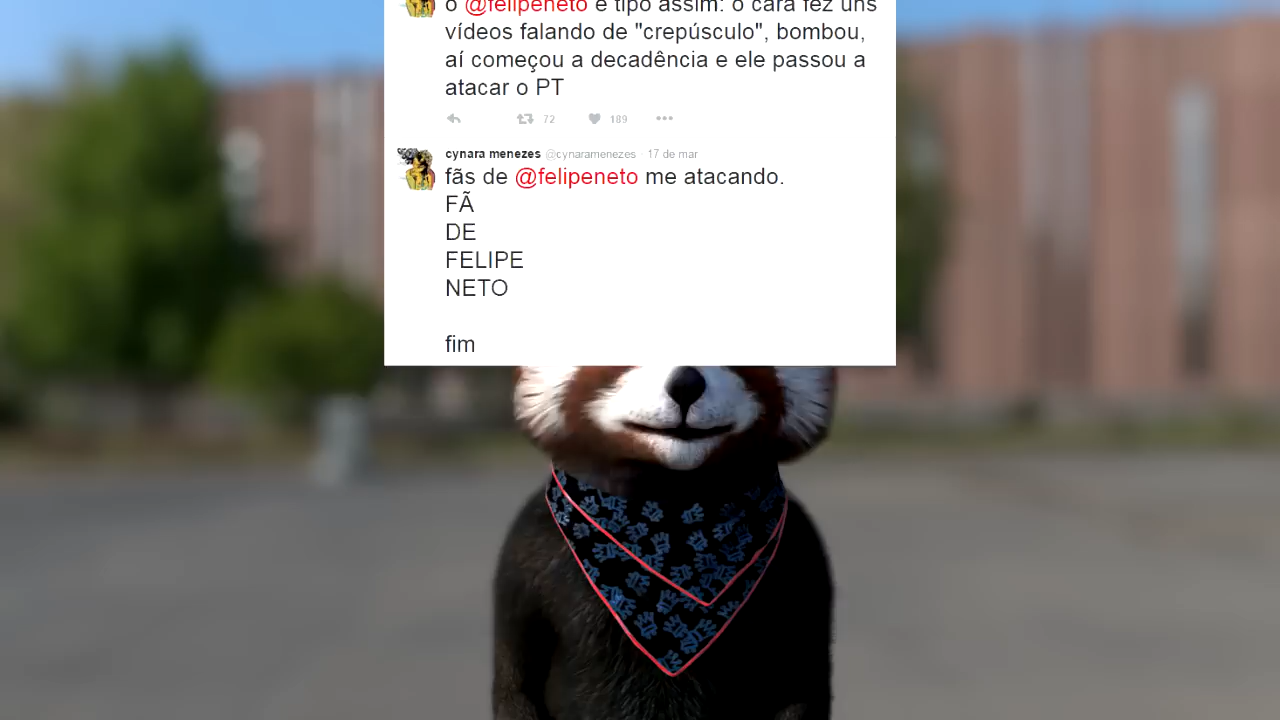 o @felipeneto é tipo assim: o cara fez uns
vídeos falando de "crepúsculo", bombou,
aí começou a decadência e ele passou a
atacar o PT
72 189
cynara menezes @cynaramenezes · 17 de mar
fãs de @felipeneto me atacando.
FÃ
DE
FELIPE
NETO
fim